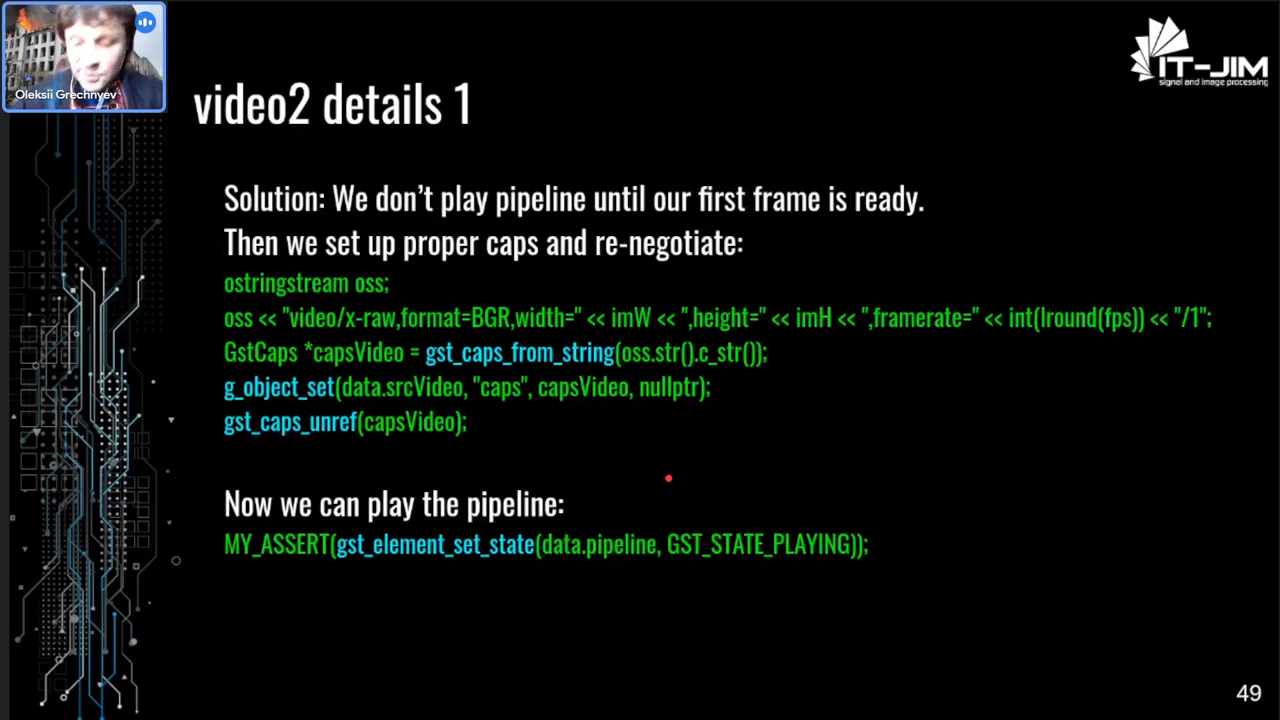 Oleksii Grechnyev
IT-JIM
signal and image processing
video2 details 1
Solution: We don't play pipeline until our first frame is ready.
Then we set up proper caps and re-negotiate:
ostringstream oss;
oss << "video/x-raw,format=BGR,width=" << imW << ",height=" << imH << ",framerate=" << int(lround(fps)) << "/1";
GstCaps *capsVideo = gst_caps_from_string(oss.str().c_str());
g_object_set(data.srcVideo, "caps", capsVideo, nullptr);
gst_caps_unref(capsVideo);
Now we can play the pipeline:
MY_ASSERT(gst_element_set_state(data.pipeline, GST_STATE_PLAYING));
49